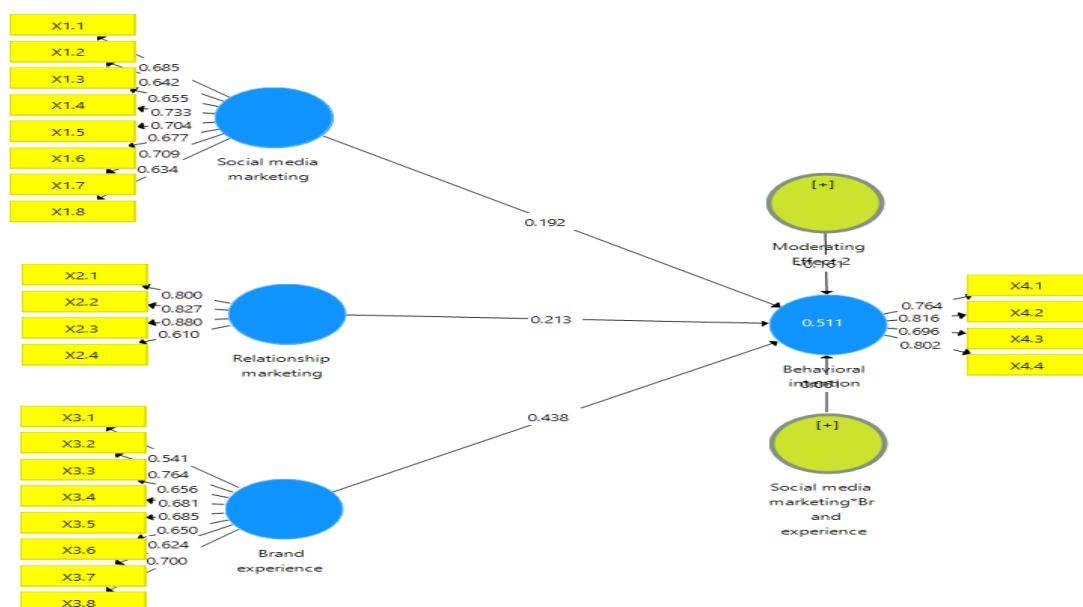 X1.1
X1.2
X1.3
X1.4
X1.5
X1.6
X1.7
X1.8
0.685
0.642
0.655
0.733
0.704
0.677
0.709
0.634
Social media
marketing
0.192
X2.1
X2.2
X2.3
X2.4
0.800
0.827
0.880
0.610
Relationship
marketing
0.213
X3.1
X3.2
X3.3
X3.4
X3.5
X3.6
X3.7
X3.8
0.541
0.764
0.656
0.681
0.685
0.650
0.624
0.700
Brand
experience
0.438
[+]
Moderating
Effect 2
0.511
Behavioral
intention
0.764
0.816
0.696
0.802
X4.1
X4.2
X4.3
X4.4
[+]
Social media
marketing*Br
and
experience